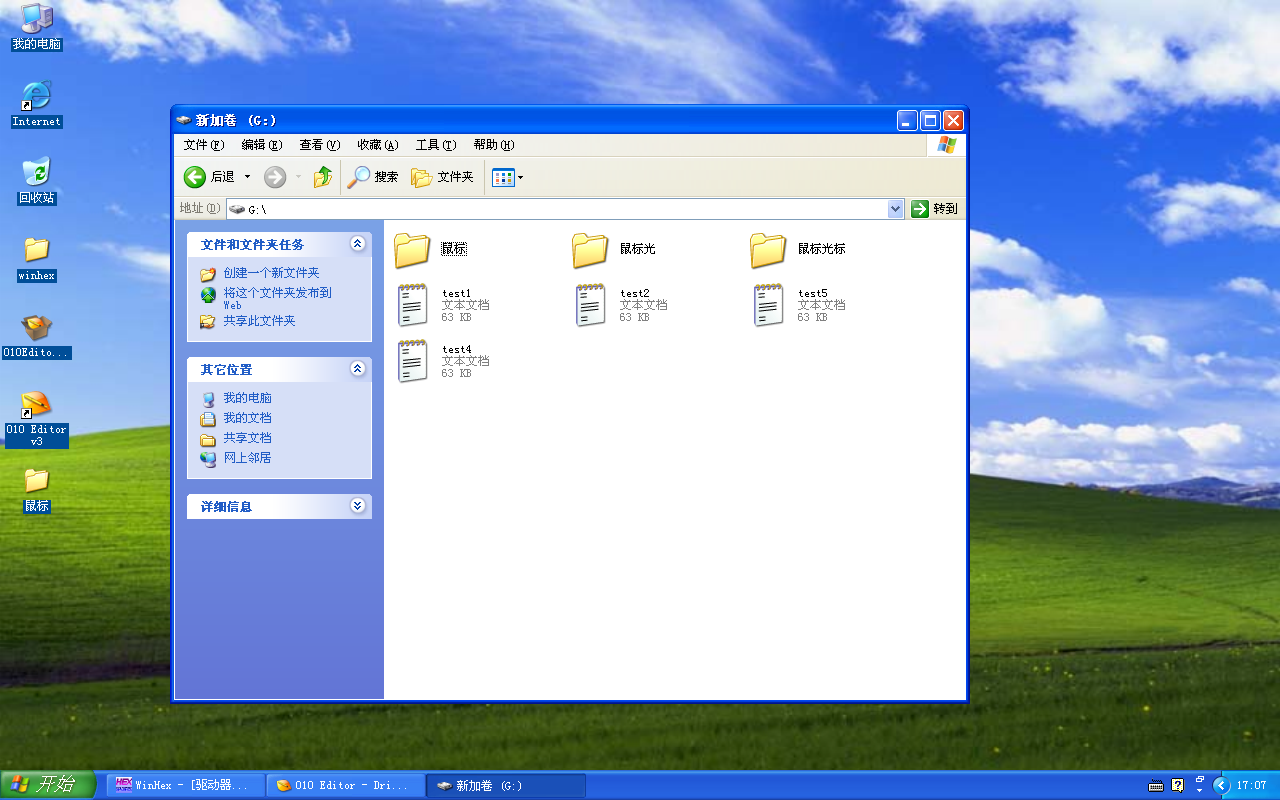 我的电脑
Internet
回收站
winhex
010Edito...
010 Editor
v3
鼠标
新加卷 (G:)
文件(F) 编辑(E) 查看(V) 收藏(A) 工具(T) 帮助(H)
后退 搜索 文件夹
地址(D) G:\ 转到
文件和文件夹任务
创建一个新文件夹
将这个文件夹发布到
Web
共享此文件夹
其它位置
我的电脑
我的文档
共享文档
网上邻居
详细信息
鼠标 鼠标光 鼠标光标
test1
文本文档
63 KB
test2
文本文档
63 KB
test5
文本文档
63 KB
test4
文本文档
63 KB
开始 WinHex - [驱动器... 010 Editor - Dri... 新加卷 (G:) 17:07